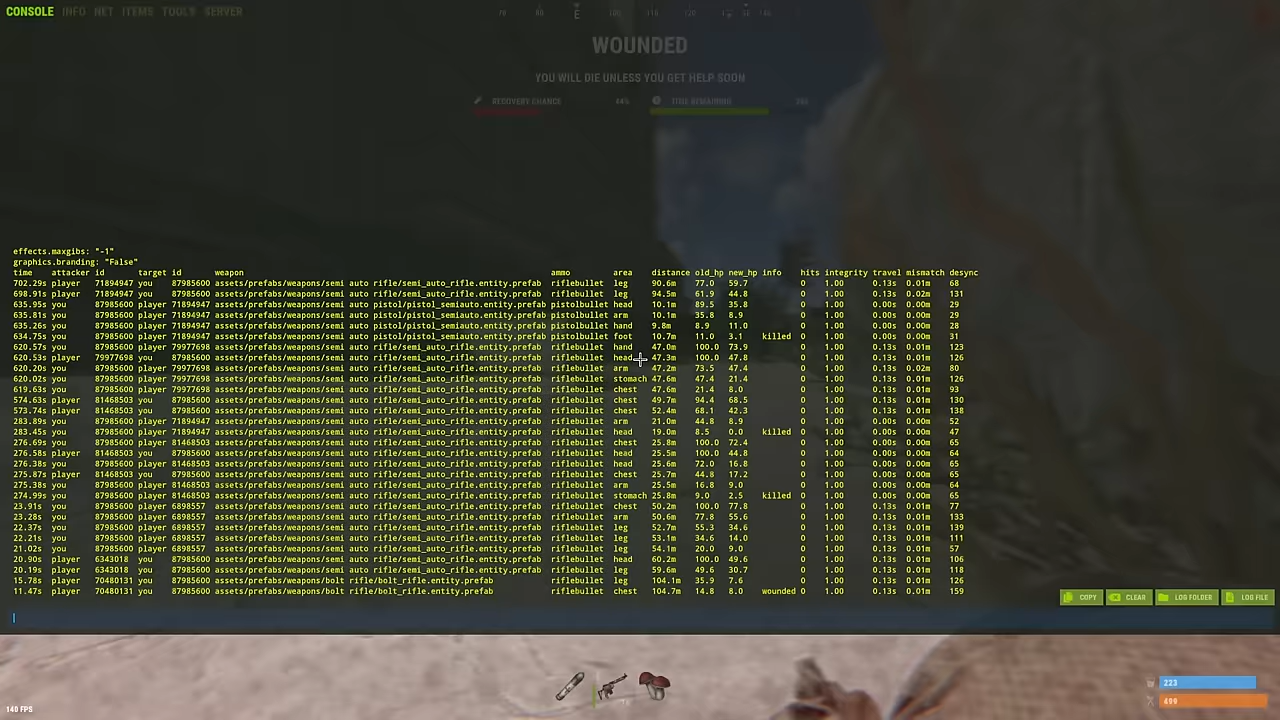 CONSOLE INFO NET ITEMS TOOLS SERVER
E
WOUNDED
YOU WILL DIE UNLESS YOU GET HELP SOON
RECOVERY CHANCE 44% TIME REMAINING
effects.maxgibs: "-1"
graphics.branding: "False"
time attacker id target id weapon ammo area distance old_hp new_hp info hits integrity travel mismatch desync
702.29s player 71894947 you 87985600 assets/prefabs/weapons/semi auto rifle/semi_auto_rifle.entity.prefab riflebullet leg 90.6m 77.0 59.7 0 1.00 0.13s 0.01m 68
698.91s player 71894947 you 87985600 assets/prefabs/weapons/semi auto rifle/semi_auto_rifle.entity.prefab riflebullet leg 94.5m 61.9 44.8 0 1.00 0.13s 0.02m 131
635.95s you 87985600 player 71894947 assets/prefabs/weapons/semi auto pistol/pistol_semiauto.entity.prefab pistolbullet head 10.1m 89.5 35.8 0 1.00 0.00s 0.00m 29
635.81s you 87985600 player 71894947 assets/prefabs/weapons/semi auto pistol/pistol_semiauto.entity.prefab pistolbullet arm 10.1m 35.8 8.9 0 1.00 0.00s 0.00m 29
635.26s you 87985600 player 71894947 assets/prefabs/weapons/semi auto pistol/pistol_semiauto.entity.prefab pistolbullet hand 9.8m 8.9 11.0 0 1.00 0.00s 0.01m 28
634.75s you 87985600 player 71894947 assets/prefabs/weapons/semi auto pistol/pistol_semiauto.entity.prefab pistolbullet foot 10.7m 11.0 3.1 killed 0 1.00 0.00s 0.00m 31
620.57s you 87985600 player 79977698 assets/prefabs/weapons/semi auto rifle/semi_auto_rifle.entity.prefab riflebullet hand 47.0m 100.0 73.9 0 1.00 0.13s 0.01m 123
620.53s player 79977698 you 87985600 assets/prefabs/weapons/semi auto rifle/semi_auto_rifle.entity.prefab riflebullet head 47.3m 100.0 47.8 0 1.00 0.13s 0.01m 126
620.20s you 87985600 player 79977698 assets/prefabs/weapons/semi auto rifle/semi_auto_rifle.entity.prefab riflebullet arm 47.2m 73.5 47.4 0 1.00 0.13s 0.02m 80
620.02s you 87985600 player 79977698 assets/prefabs/weapons/semi auto rifle/semi_auto_rifle.entity.prefab riflebullet stomach 47.6m 47.4 21.4 0 1.00 0.13s 0.01m 126
619.63s you 87985600 player 79977698 assets/prefabs/weapons/semi auto rifle/semi_auto_rifle.entity.prefab riflebullet chest 47.6m 21.4 8.0 0 1.00 0.13s 0.01m 93
574.63s player 81468503 you 87985600 assets/prefabs/weapons/semi auto rifle/semi_auto_rifle.entity.prefab riflebullet chest 49.7m 94.4 68.5 0 1.00 0.13s 0.01m 130
573.74s player 81468503 you 87985600 assets/prefabs/weapons/semi auto rifle/semi_auto_rifle.entity.prefab riflebullet chest 52.4m 68.1 42.3 0 1.00 0.13s 0.01m 138
283.89s you 87985600 player 71894947 assets/prefabs/weapons/semi auto rifle/semi_auto_rifle.entity.prefab riflebullet arm 21.0m 44.8 8.9 0 1.00 0.00s 0.00m 52
283.45s you 87985600 player 71894947 assets/prefabs/weapons/semi auto rifle/semi_auto_rifle.entity.prefab riflebullet head 19.0m 8.5 0.0 killed 0 1.00 0.00s 0.00m 47
276.69s you 87985600 player 81468503 assets/prefabs/weapons/semi auto rifle/semi_auto_rifle.entity.prefab riflebullet chest 25.8m 100.0 72.4 0 1.00 0.00s 0.00m 65
276.58s player 81468503 you 87985600 assets/prefabs/weapons/semi auto rifle/semi_auto_rifle.entity.prefab riflebullet head 25.5m 100.0 44.8 0 1.00 0.00s 0.00m 64
276.38s you 87985600 player 81468503 assets/prefabs/weapons/semi auto rifle/semi_auto_rifle.entity.prefab riflebullet head 25.6m 72.0 16.8 0 1.00 0.00s 0.00m 65
275.87s player 81468503 you 87985600 assets/prefabs/weapons/semi auto rifle/semi_auto_rifle.entity.prefab riflebullet chest 25.7m 44.8 17.2 0 1.00 0.00s 0.00m 65
275.38s you 87985600 player 81468503 assets/prefabs/weapons/semi auto rifle/semi_auto_rifle.entity.prefab riflebullet arm 25.5m 16.8 9.0 0 1.00 0.00s 0.00m 64
274.99s you 87985600 player 81468503 assets/prefabs/weapons/semi auto rifle/semi_auto_rifle.entity.prefab riflebullet stomach 25.8m 9.0 2.5 killed 0 1.00 0.00s 0.00m 65
23.91s you 87985600 player 6898557 assets/prefabs/weapons/semi auto rifle/semi_auto_rifle.entity.prefab riflebullet chest 50.2m 100.0 77.8 0 1.00 0.13s 0.01m 77
23.28s you 87985600 player 6898557 assets/prefabs/weapons/semi auto rifle/semi_auto_rifle.entity.prefab riflebullet arm 50.6m 77.8 55.6 0 1.00 0.13s 0.01m 133
22.37s you 87985600 player 6898557 assets/prefabs/weapons/semi auto rifle/semi_auto_rifle.entity.prefab riflebullet leg 52.7m 55.3 34.6 0 1.00 0.13s 0.01m 139
22.21s you 87985600 player 6898557 assets/prefabs/weapons/semi auto rifle/semi_auto_rifle.entity.prefab riflebullet leg 53.1m 34.6 14.0 0 1.00 0.13s 0.01m 111
21.02s you 87985600 player 6898557 assets/prefabs/weapons/semi auto rifle/semi_auto_rifle.entity.prefab riflebullet leg 54.1m 20.0 9.0 0 1.00 0.13s 0.01m 57
20.90s player 6343018 you 87985600 assets/prefabs/weapons/semi auto rifle/semi_auto_rifle.entity.prefab riflebullet head 60.2m 100.0 49.6 0 1.00 0.13s 0.01m 106
20.19s player 6343018 you 87985600 assets/prefabs/weapons/semi auto rifle/semi_auto_rifle.entity.prefab riflebullet leg 59.6m 49.6 30.7 0 1.00 0.13s 0.01m 118
15.78s player 70480131 you 87985600 assets/prefabs/weapons/bolt rifle/bolt_rifle.entity.prefab riflebullet leg 104.1m 35.9 7.6 0 1.00 0.13s 0.01m 126
11.47s player 70480131 you 87985600 assets/prefabs/weapons/bolt rifle/bolt_rifle.entity.prefab riflebullet chest 104.7m 14.8 8.0 wounded 0 1.00 0.13s 0.01m 159
COPY CLEAR LOG FOLDER LOG FILE
223
499
140 FPS